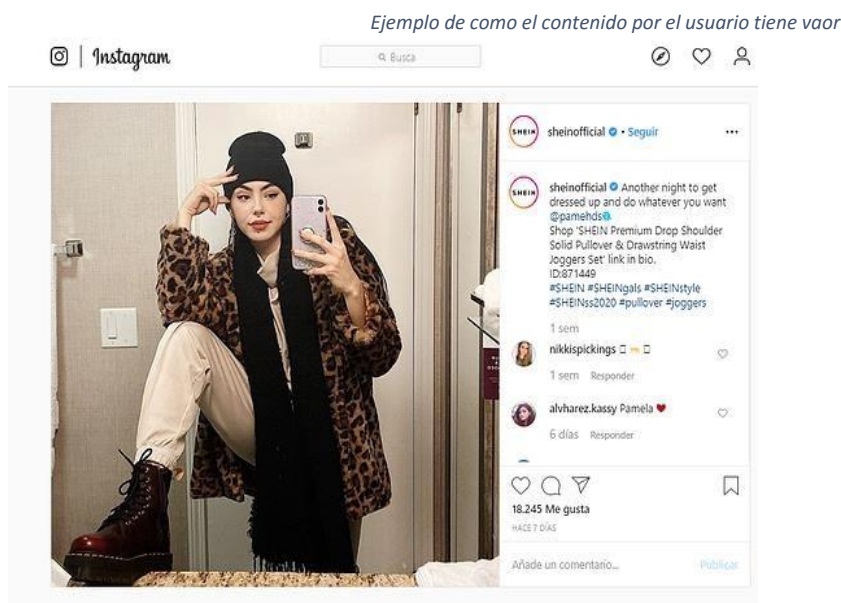 Ejemplo de como el contenido por el usuario tiene vaor
Instagram
Busca
SHEIN
sheinofficial • Seguir
SHEIN
sheinofficial Another night to get
dressed up and do whatever you want
@pamehds
Shop 'SHEIN Premium Drop Shoulder
Solid Pullover & Drawstring Waist
Joggers Set' link in bio.
ID:871449
#SHEIN #SHEINgals #SHEINstyle
#SHEINss2020 #pullover #joggers
1 sem
nikkispickings
1 sem Responder
alvharez.kassy Pamela ♥
6 días Responder
18.245 Me gusta
HACE 7 DÍAS
Añade un comentario... Publicar